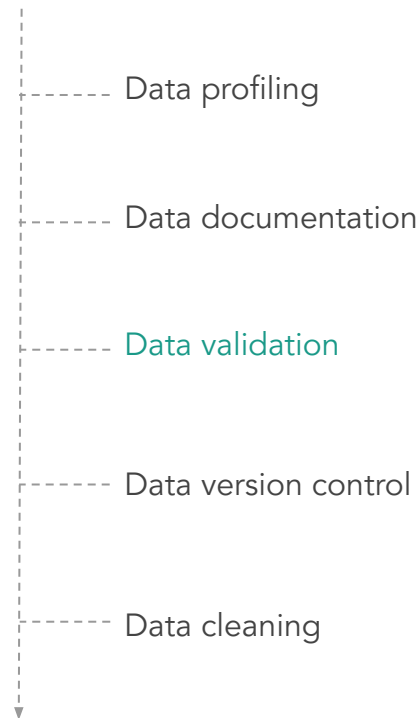 Data profiling
Data documentation
Data validation
Data version control
Data cleaning